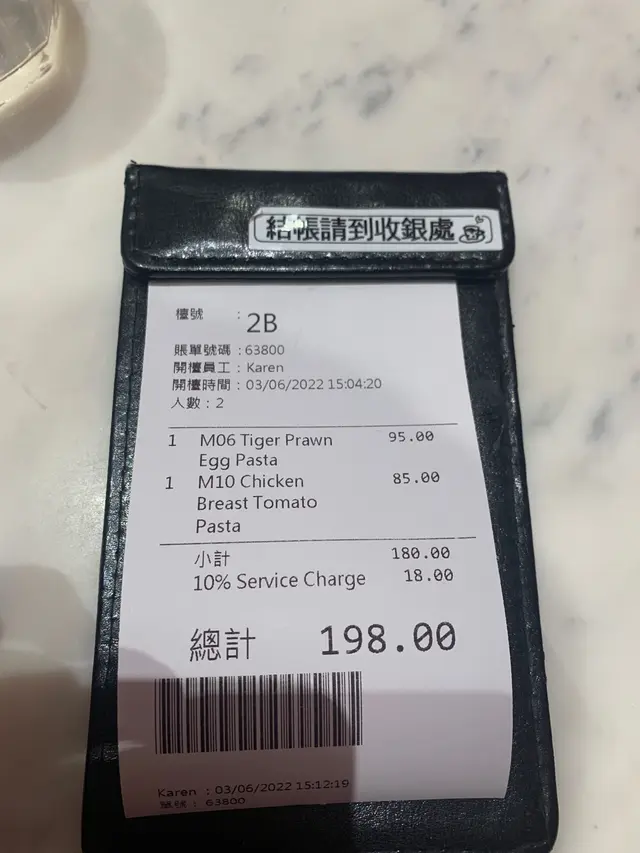 結帳請到收銀處
檯號 : 2B
賬單號碼 : 63800
開檯員工 : Karen
開檯時間 : 03/06/2022 15:04:20
人數 : 2
1 M06 Tiger Prawn 95.00
Egg Pasta
1 M10 Chicken 85.00
Breast Tomato
Pasta
小計 180.00
10% Service Charge 18.00
總計 198.00
Karen : 03/06/2022 15:12:19
單號 : 63800